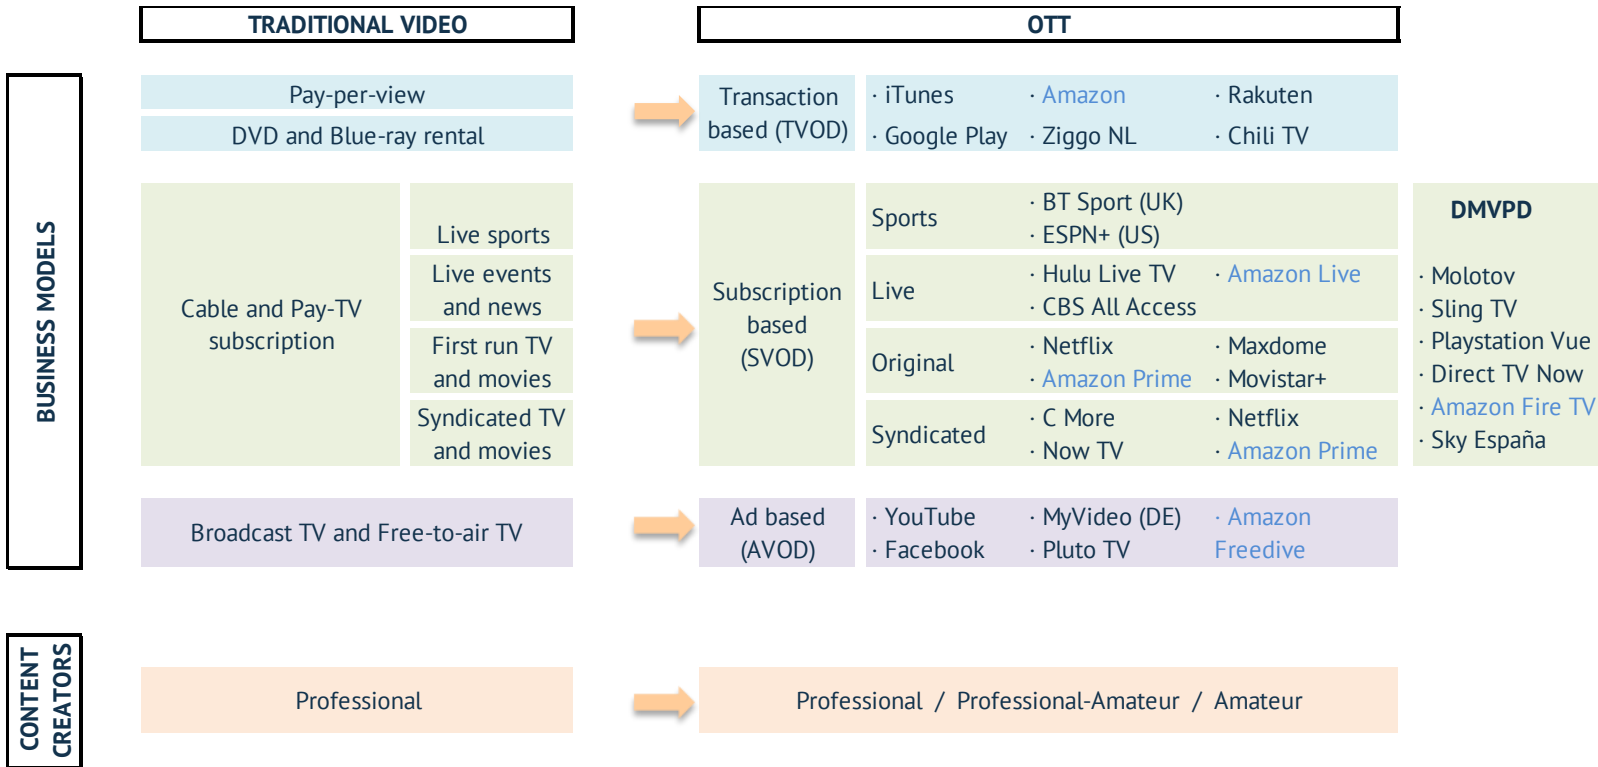 TRADITIONAL VIDEO
OTT
BUSINESS MODELS
Pay-per-view
DVD and Blue-ray rental
Transaction
based (TVOD)
· iTunes · Amazon · Rakuten
· Google Play · Ziggo NL · Chili TV
Cable and Pay-TV
subscription
Live sports
Live events
and news
First run TV
and movies
Syndicated TV
and movies
Subscription
based
(SVOD)
Sports
· BT Sport (UK)
· ESPN+ (US)
Live
· Hulu Live TV · Amazon Live
· CBS All Access
Original
· Netflix · Maxdome
· Amazon Prime · Movistar+
Syndicated
· C More · Netflix
· Now TV · Amazon Prime
DMVPD
· Molotov
· Sling TV
· Playstation Vue
· Direct TV Now
· Amazon Fire TV
· Sky España
Broadcast TV and Free-to-air TV
Ad based
(AVOD)
· YouTube · MyVideo (DE) · Amazon
· Facebook · Pluto TV Freedive
CONTENT
CREATORS
Professional
Professional / Professional-Amateur / Amateur